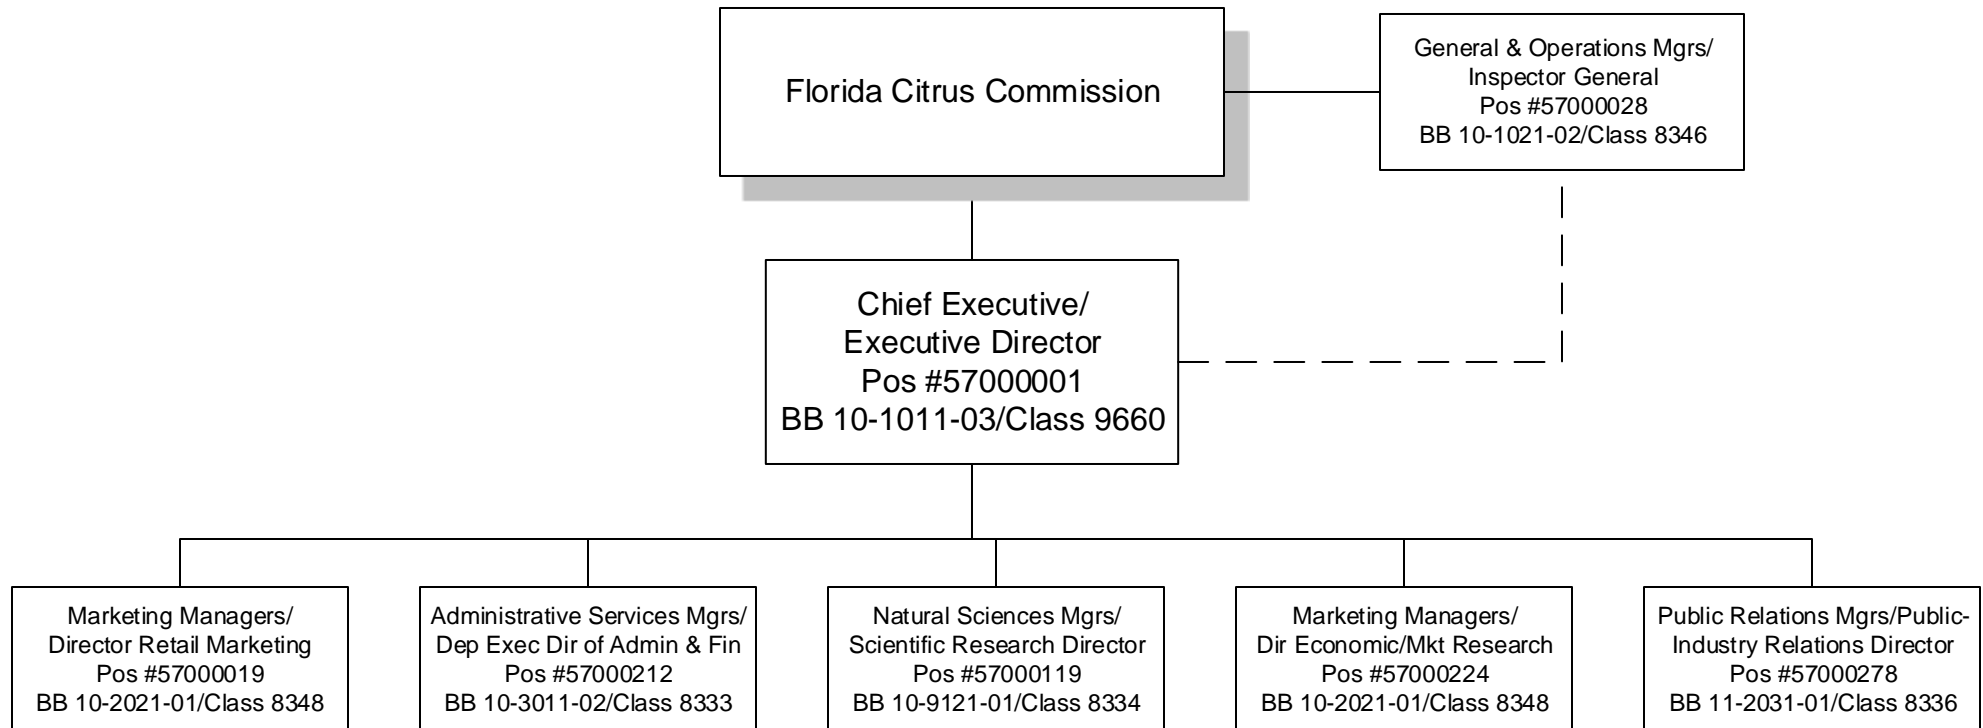 Florida Citrus Commission
General & Operations Mgrs/
Inspector General
Pos #57000028
BB 10-1021-02/Class 8346
Chief Executive/
Executive Director
Pos #57000001
BB 10-1011-03/Class 9660
Marketing Managers/
Director Retail Marketing
Pos #57000019
BB 10-2021-01/Class 8348
Administrative Services Mgrs/
Dep Exec Dir of Admin & Fin
Pos #57000212
BB 10-3011-02/Class 8333
Natural Sciences Mgrs/
Scientific Research Director
Pos #57000119
BB 10-9121-01/Class 8334
Marketing Managers/
Dir Economic/Mkt Research
Pos #57000224
BB 10-2021-01/Class 8348
Public Relations Mgrs/Public-
Industry Relations Director
Pos #57000278
BB 11-2031-01/Class 8336